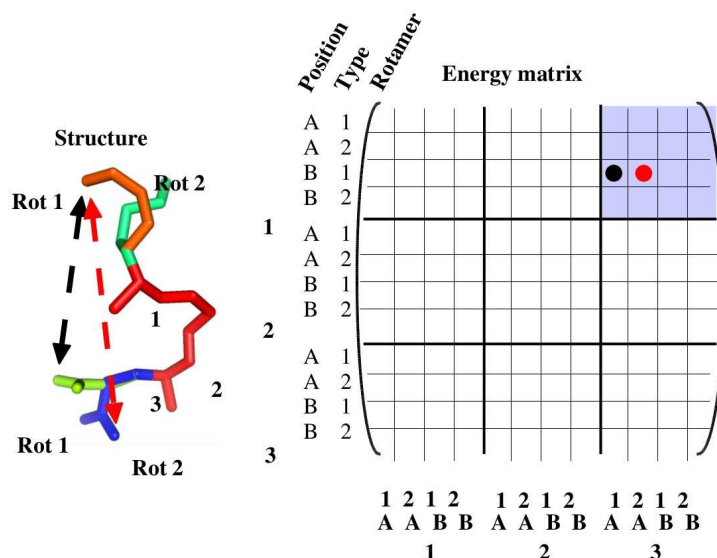 Position
Type
Rotamer
Energy matrix
Structure
Rot 1
Rot 2
1
2
3
Rot 1
Rot 2
A 1
A 2
B 1
B 2
1
A 1
A 2
B 1
B 2
2
A 1
A 2
B 1
B 2
3
1 2 1 2 1 2 1 2 1 2 1 2
A A B B A A B B A A B B
1 2 3